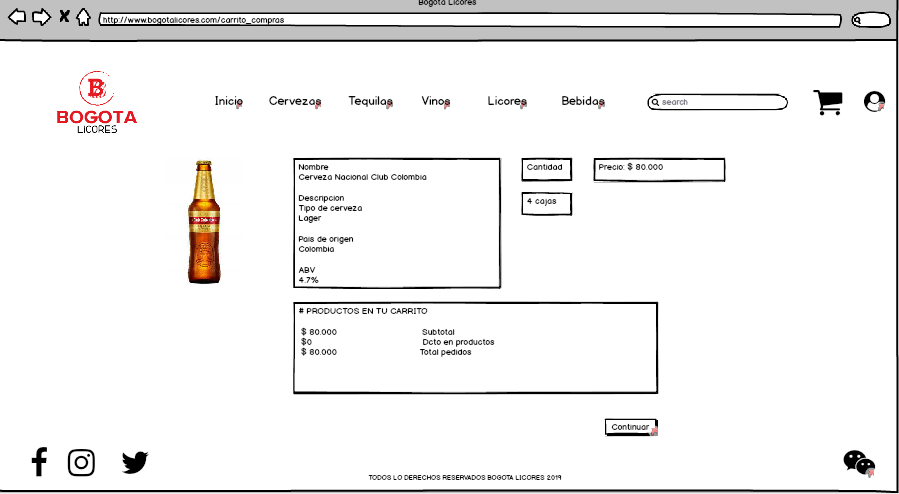 Bogota Licores
http://www.bogotalicores.com/carrito_compras
BOGOTA
LICORES
Inicio Cervezas Tequilas Vinos Licores Bebidas search
Nombre
Cerveza Nacional Club Colombia
Descripcion
Tipo de cerveza
Lager
Pais de origen
Colombia
ABV
4.7%
Cantidad
4 cajas
Precio: $ 80.000
# PRODUCTOS EN TU CARRITO
$ 80.000 Subtotal
$0 Dcto en productos
$ 80.000 Total pedidos
Continuar
TODOS LO DERECHOS RESERVADOS BOGOTA LICORES 2019